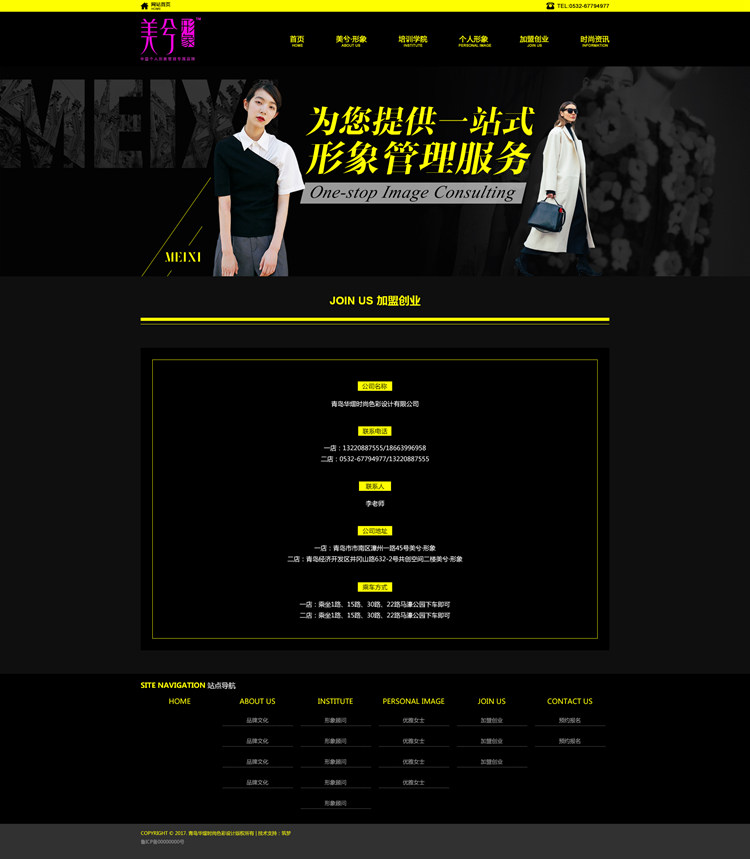 网站首页
HOME
TEL:0532-67794977
美兮形象
TM
首页
HOME
美兮·形象
ABOUT US
培训学院
INSTITUTE
个人形象
PERSONAL IMAGE
加盟创业
JOIN US
时尚资讯
INFORMATION
MEIX
为您提供一站式
形象管理服务
One-stop Image Consulting
MEIXI
JOIN US 加盟创业
公司名称
青岛华熠时尚色彩设计有限公司
联系电话
一店：13220887555/18663996958
二店：0532-67794977/13220887555
联系人
李老师
公司地址
一店：青岛市市南区漳州一路45号美兮·形象
二店：青岛经济开发区井冈山路632-2号共创空间二楼美兮·形象
乘车方式
一店：乘坐1路、15路、30路、22路马濠公园下车即可
二店：乘坐1路、15路、30路、22路马濠公园下车即可
SITE NAVIGATION 站点导航
HOME
ABOUT US
品牌文化
品牌文化
品牌文化
品牌文化
INSTITUTE
形象顾问
形象顾问
形象顾问
形象顾问
形象顾问
PERSONAL IMAGE
优雅女士
优雅女士
优雅女士
优雅女士
JOIN US
加盟创业
加盟创业
加盟创业
CONTACT US
预约报名
预约报名
COPYRIGHT © 2017. 青岛华熠时尚色彩设计版权所有 | 技术支持：筑梦
鲁ICP备00000000号